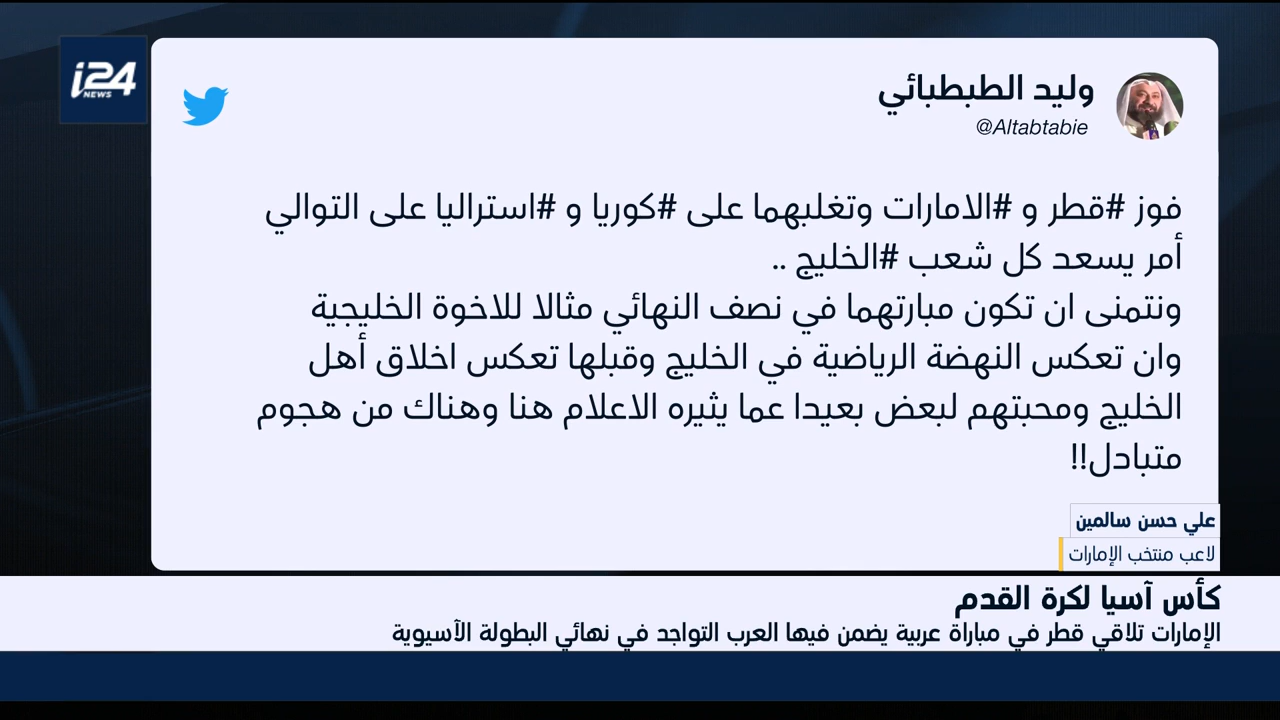 i24
NEWS
وليد الطبطبائي
@Altabtabie
فوز #قطر و #الامارات وتغلبهما على #كوريا و #استراليا على التوالي
أمر يسعد كل شعب #الخليج ..
ونتمنى ان تكون مبارتهما في نصف النهائي مثالا للاخوة الخليجية
وان تعكس النهضة الرياضية في الخليج وقبلها تعكس اخلاق أهل
الخليج ومحبتهم لبعض بعيدا عما يثيره الاعلام هنا وهناك من هجوم
متبادل!!
علي حسن سالمين
لاعب منتخب الإمارات
كأس آسيا لكرة القدم
الإمارات تلاقي قطر في مباراة عربية يضمن فيها العرب التواجد في نهائي البطولة الآسيوية